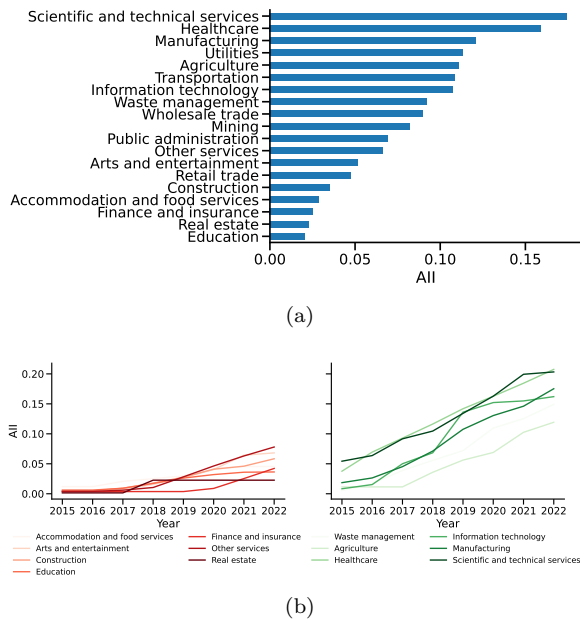 Scientific and technical services
Healthcare
Manufacturing
Utilities
Agriculture
Transportation
Information technology
Waste management
Wholesale trade
Mining
Public administration
Other services
Arts and entertainment
Retail trade
Construction
Accommodation and food services
Finance and insurance
Real estate
Education
0.00 0.05 0.10 0.15
AII
(a)
0.20
0.15
0.10
0.05
0.00
AII
2015 2016 2017 2018 2019 2020 2021 2022
Year
2015 2016 2017 2018 2019 2020 2021 2022
Year
Accommodation and food services
Arts and entertainment
Construction
Education
Finance and insurance
Other services
Real estate
Waste management
Agriculture
Healthcare
Information technology
Manufacturing
Scientific and technical services
(b)